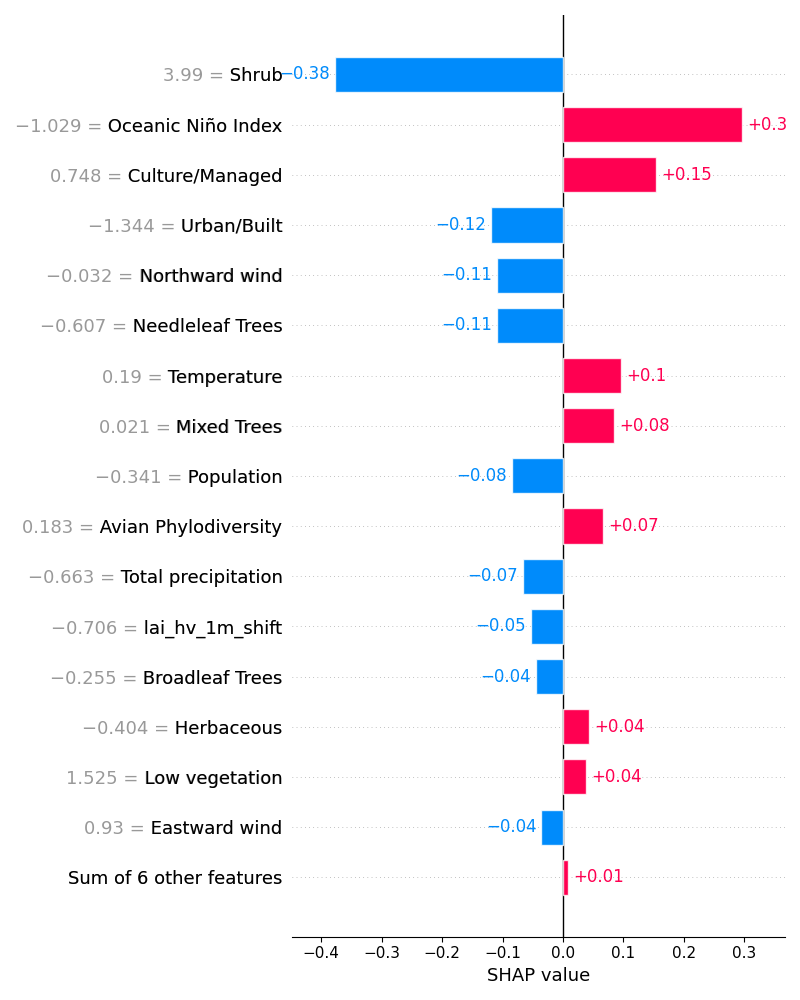 3.99 = Shrub −0.38
−1.029 = Oceanic Niño Index +0.3
0.748 = Culture/Managed +0.15
−1.344 = Urban/Built −0.12
−0.032 = Northward wind −0.11
−0.607 = Needleleaf Trees −0.11
0.19 = Temperature +0.1
0.021 = Mixed Trees +0.08
−0.341 = Population −0.08
0.183 = Avian Phylodiversity +0.07
−0.663 = Total precipitation −0.07
−0.706 = lai_hv_1m_shift −0.05
−0.255 = Broadleaf Trees −0.04
−0.404 = Herbaceous +0.04
1.525 = Low vegetation +0.04
0.93 = Eastward wind −0.04
Sum of 6 other features +0.01
−0.4 −0.3 −0.2 −0.1 0.0 0.1 0.2 0.3
SHAP value